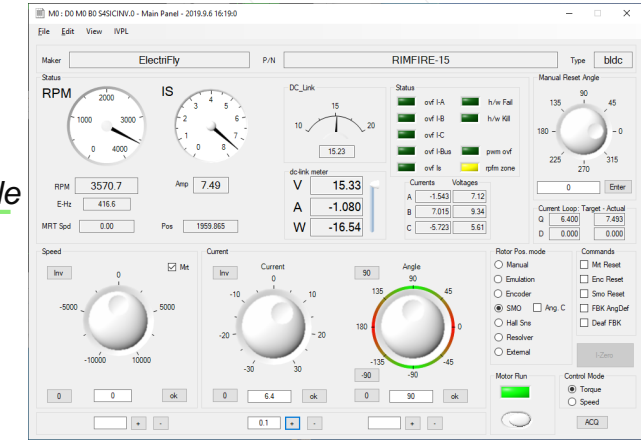 M0 : D0 M0 B0 S4SICINV.0 - Main Panel - 2019.9.6 16:19:0
File Edit View IVPL
Maker ElectriFly P/N RIMFIRE-15 Type bldc
Status
RPM
0 1000 2000 3000 4000
IS
0 1 2 3 4 5 6 7 8
RPM 3570.7 Amp 7.49
E-Hz 416.6
MRT Spd 0.00 Pos 1959.865
DC_Link
10 15 20
15.23
dc-link meter
V 15.33
A -1.080
W -16.54
Status
ovf I-A h/w Fail
ovf I-B h/w Kill
ovf I-C
ovf I-Bus pwm ovf
ovf Is rpfm zone
Currents Voltages
A -1.543 7.12
B 7.015 9.34
C -5.723 5.61
Manual Reset Angle
90
135 45
180 0
225 315
270
0 Enter
Current Loop: Target - Actual
Q 6.400 7.493
D 0.000 0.000
le
Speed
Inv Mrt
0
-5000 5000
-10000 10000
0 0 ok
+ -
Current
Inv Current
0
-10 10
-20 20
-30 30
0 6.4 ok
0.1 + -
90 Angle
90
135 45
180 0
-135 -45
-90 -90
0 90 ok
+ -
Rotor Pos. mode
Manual
Emulation
Encoder
SMO Ang. C
Hall Sns
Resolver
External
Commands
Mrt Reset
Enc Reset
Smo Reset
FBK AngDef
Deaf FBK
I-Zero
Motor Run
Control Mode
Torque
Speed
ACQ